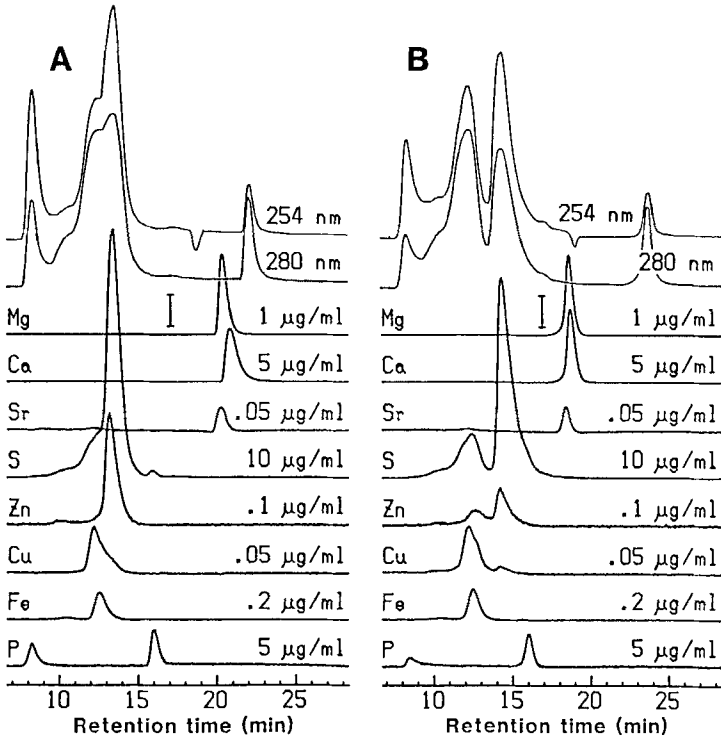 A
254 nm
280 nm
Mg 1 μg/ml
Ca 5 μg/ml
Sr .05 μg/ml
S 10 μg/ml
Zn .1 μg/ml
Cu .05 μg/ml
Fe .2 μg/ml
P 5 μg/ml
10 15 20 25
Retention time (min)
B
254 nm
280 nm
Mg 1 μg/ml
Ca 5 μg/ml
Sr .05 μg/ml
S 10 μg/ml
Zn .1 μg/ml
Cu .05 μg/ml
Fe .2 μg/ml
P 5 μg/ml
10 15 20 25
Retention time (min)